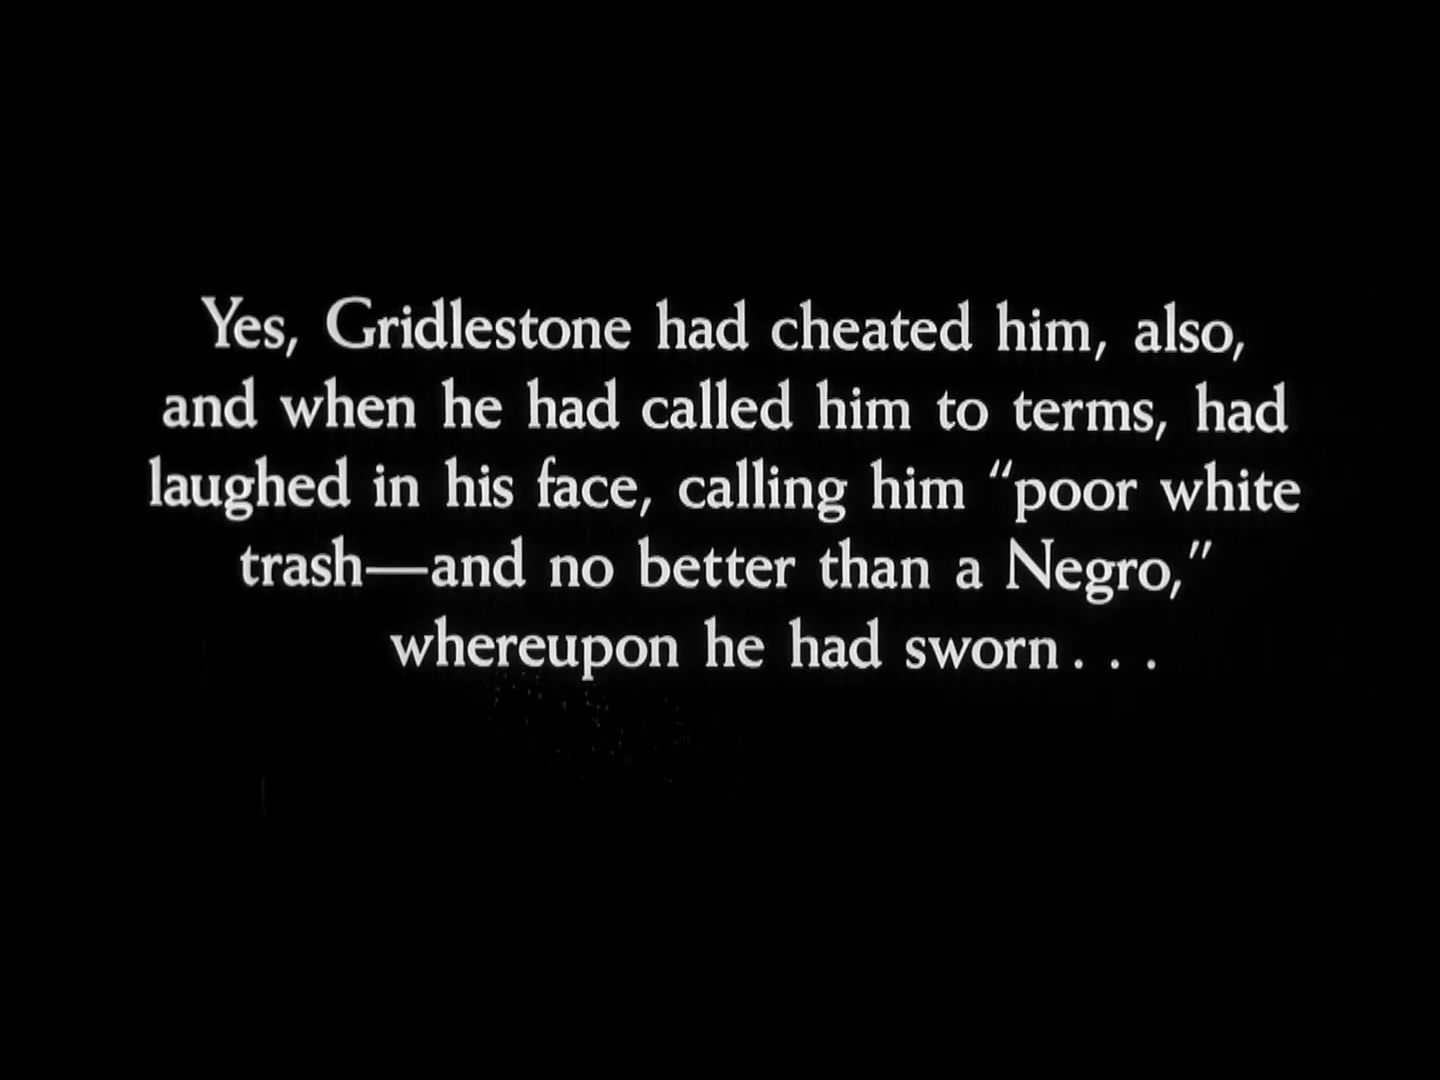 Yes, Gridlestone had cheated him, also,
and when he had called him to terms, had
laughed in his face, calling him “poor white
trash—and no better than a Negro,”
whereupon he had sworn . . .